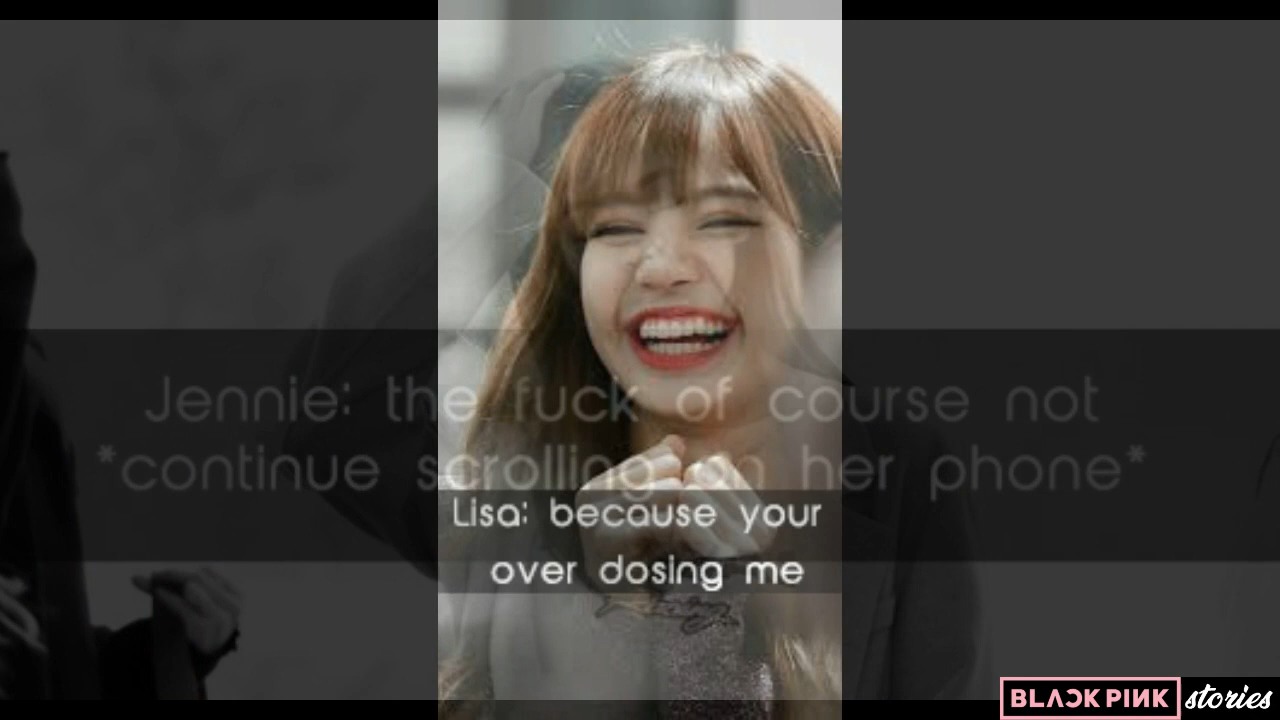 Jennie: the fuck of course not
*continue scrolling on her phone*
Lisa: because your
over dosing me
BLACKPINK stories